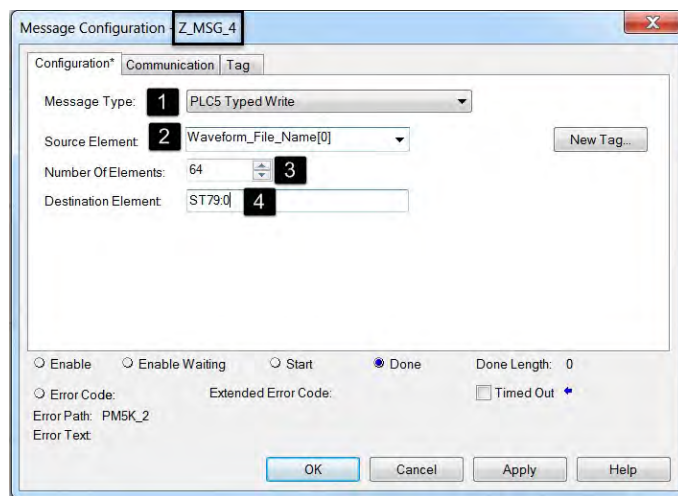 Message Configuration - Z_MSG_4
X
Configuration* Communication Tag
Message Type: 1 PLC5 Typed Write
Source Element: 2 Waveform_File_Name[0] New Tag...
Number Of Elements: 64 3
Destination Element: ST79:0 4
Enable Enable Waiting Start Done Done Length: 0
Error Code: Extended Error Code: Timed Out
Error Path: PM5K_2
Error Text:
OK Cancel Apply Help